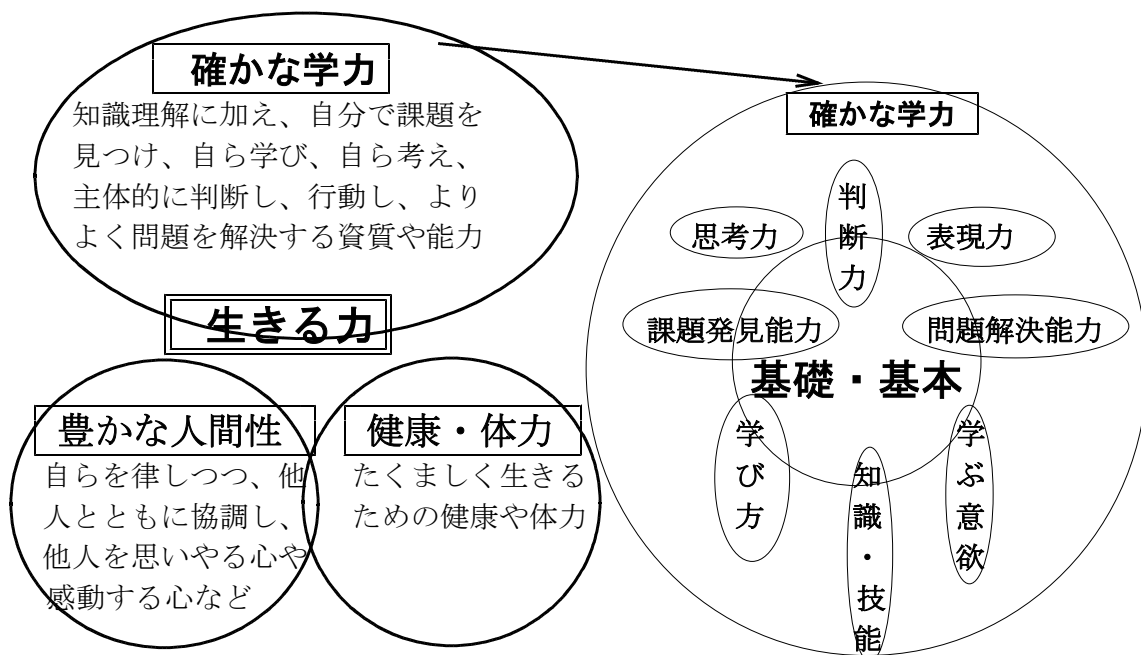 確かな学力
知識理解に加え、自分で課題を
見つけ、自ら学び、自ら考え、
主体的に判断し、行動し、より
よく問題を解決する資質や能力
生きる力
豊かな人間性
自らを律しつつ、他
人とともに協調し、
他人を思いやる心や
感動する心など
健康・体力
たくましく生きる
ための健康や体力
確かな学力
思考力
判断力
表現力
課題発見能力
問題解決能力
基礎・基本
学び方
知識・技能
学ぶ意欲